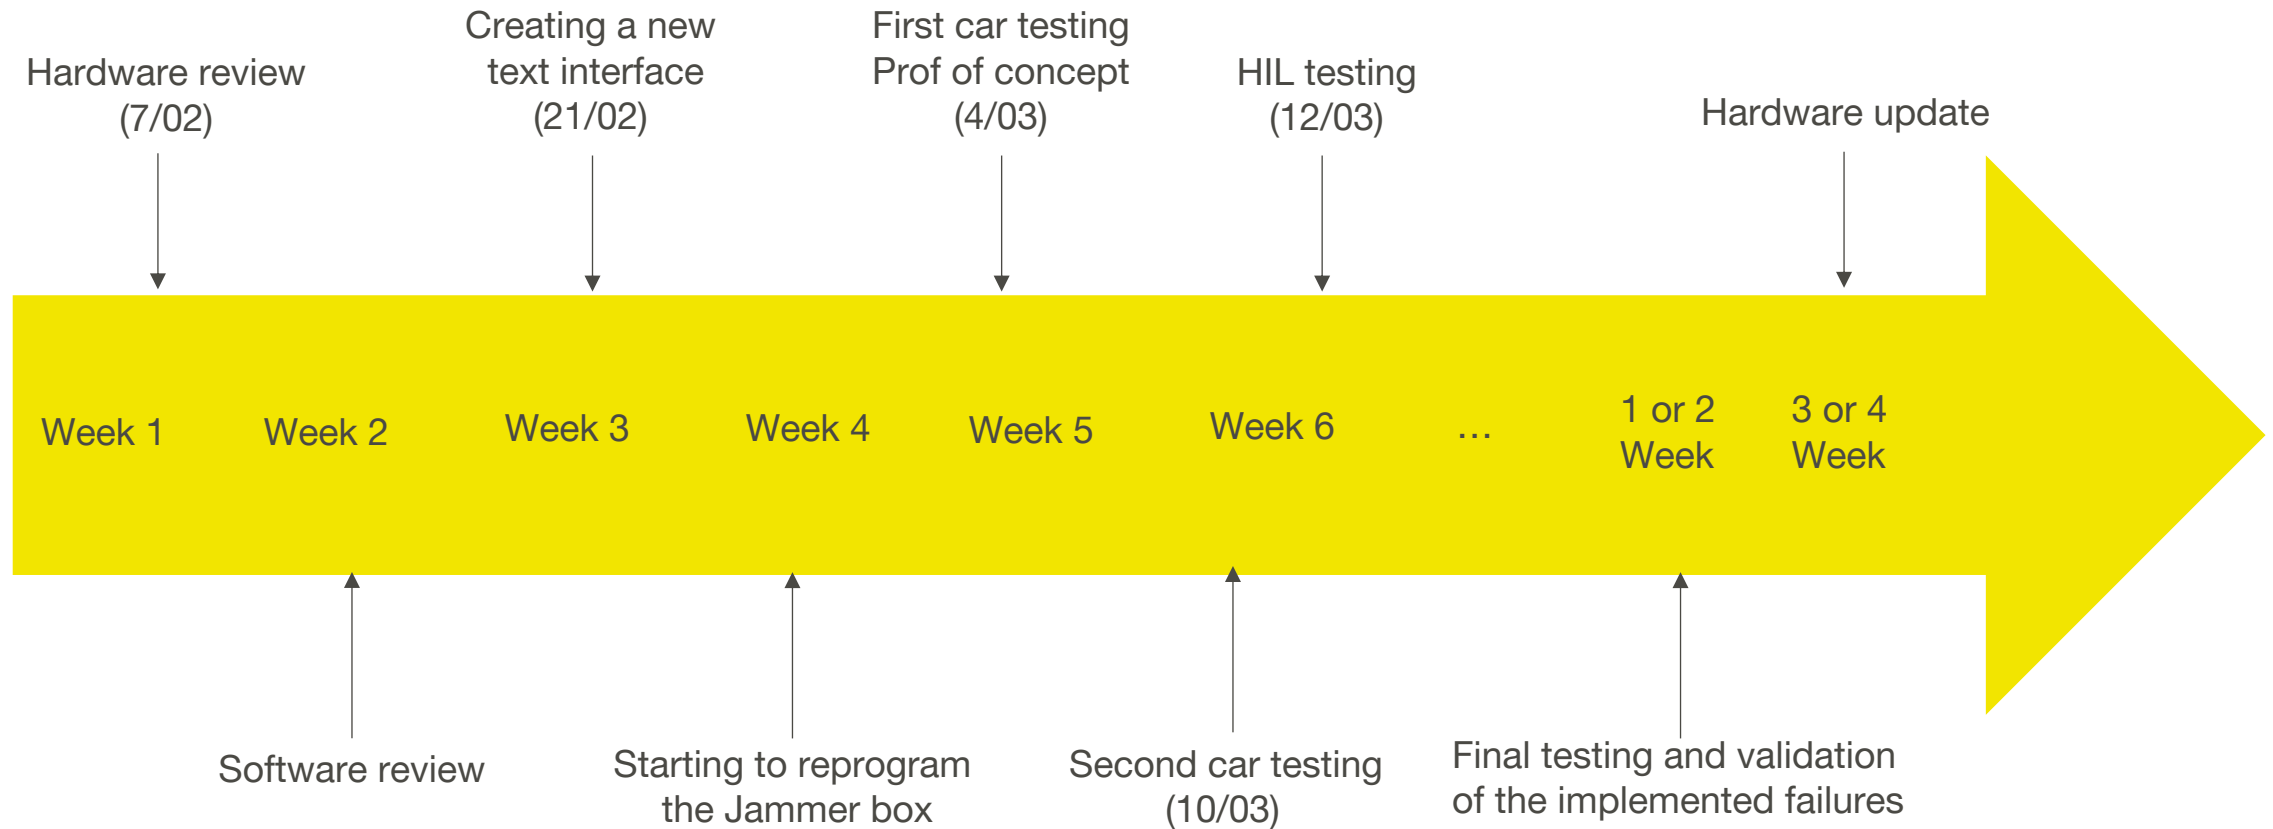 Hardware review
(7/02)
Creating a new
text interface
(21/02)
First car testing
Prof of concept
(4/03)
HIL testing
(12/03)
Hardware update
Week 1
Week 2
Week 3
Week 4
Week 5
Week 6
...
1 or 2
Week
3 or 4
Week
Software review
Starting to reprogram
the Jammer box
Second car testing
(10/03)
Final testing and validation
of the implemented failures